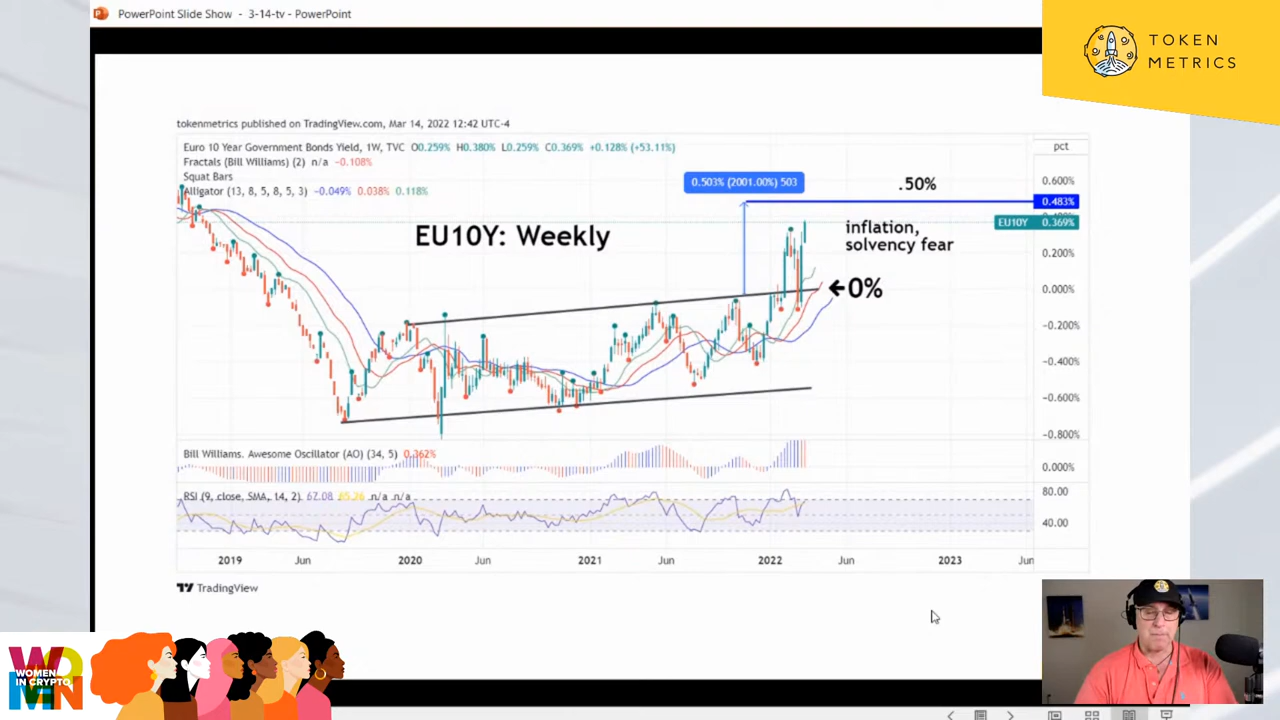 PowerPoint Slide Show - 3-14-tv - PowerPoint
TOKEN
METRICS
tokenmetrics published on TradingView.com, Mar 14, 2022 12:42 UTC-4
Euro 10 Year Government Bonds Yield, 1W, TVC O0.259% H0.380% L0.259% C0.369% +0.128% (+53.11%)
pct
Fractals (Bill Williams) (2) n/a −0.108%
Squat Bars
Alligator (13, 8, 5, 8, 5, 3) −0.049% 0.038% 0.118%
0.503% (2001.00%) 503
.50%
0.600%
0.483%
EU10Y 0.369%
EU10Y: Weekly
inflation,
solvency fear
0.200%
0.000%
←0%
−0.200%
−0.400%
−0.600%
−0.800%
Bill Williams. Awesome Oscillator (AO) (34, 5) 0.362%
0.000%
RSI (9, close, SMA, 14, 2) 67.08 65.26 n/a n/a
80.00
40.00
2019 Jun 2020 Jun 2021 Jun 2022 Jun 2023 Jun
TradingView
WOMEN
WOMEN
IN CRYPTO